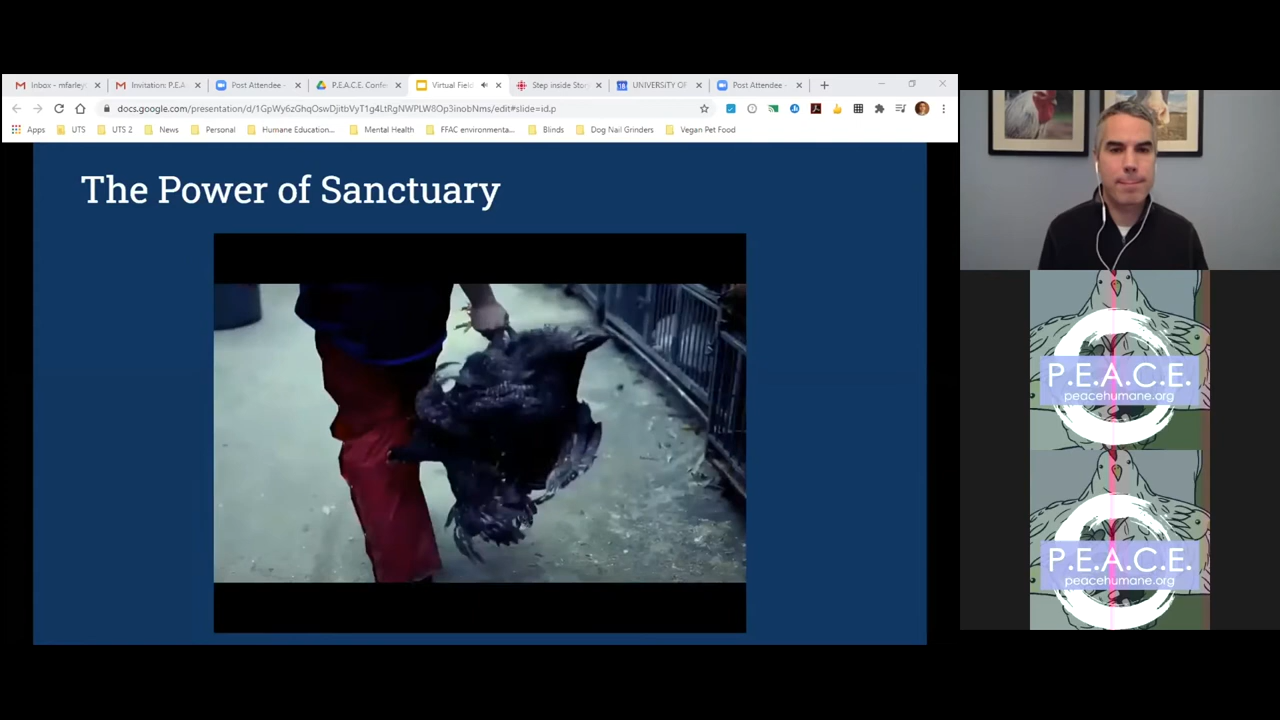 Inbox - mfarley
Invitation: P.E.A
Post Attendee -
P.E.A.C.E. Confe
Virtual Field
Step inside Stor
UNIVERSITY OF
Post Attendee -
docs.google.com/presentation/d/1GpWy6zGhqOswDjitbVyT1g4LtRgNWPLW8Op3inobNms/edit#slide=id.p
Apps UTS UTS 2 News Personal Humane Education... Mental Health FFAC environmenta... Blinds Dog Nail Grinders Vegan Pet Food
The Power of Sanctuary
P.E.A.C.E.
peacehumane.org
P.E.A.C.E.
peacehumane.org